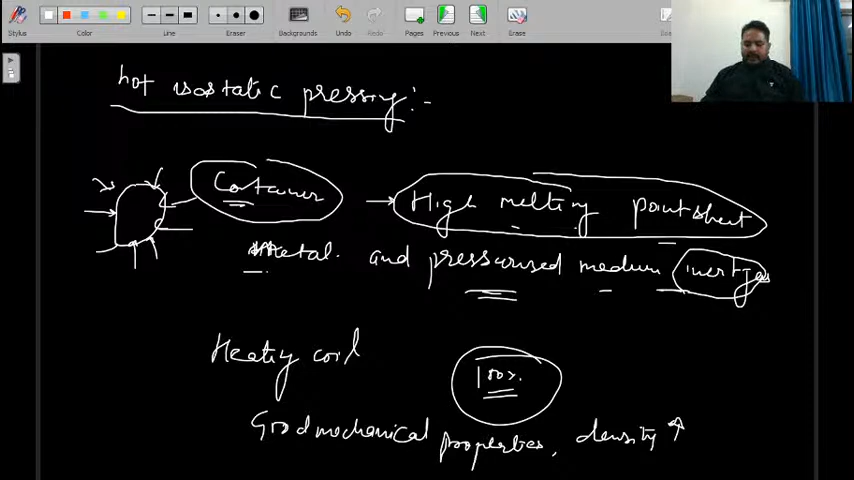 Stylus Color Line Eraser Backgrounds Undo Redo Pages Previous Next Erase
hot isostatic pressing:-
Container → High melting point sheet
metal. and pressurised medium inert gas
Heating coil
100%.
Good mechanical properties, density ↑